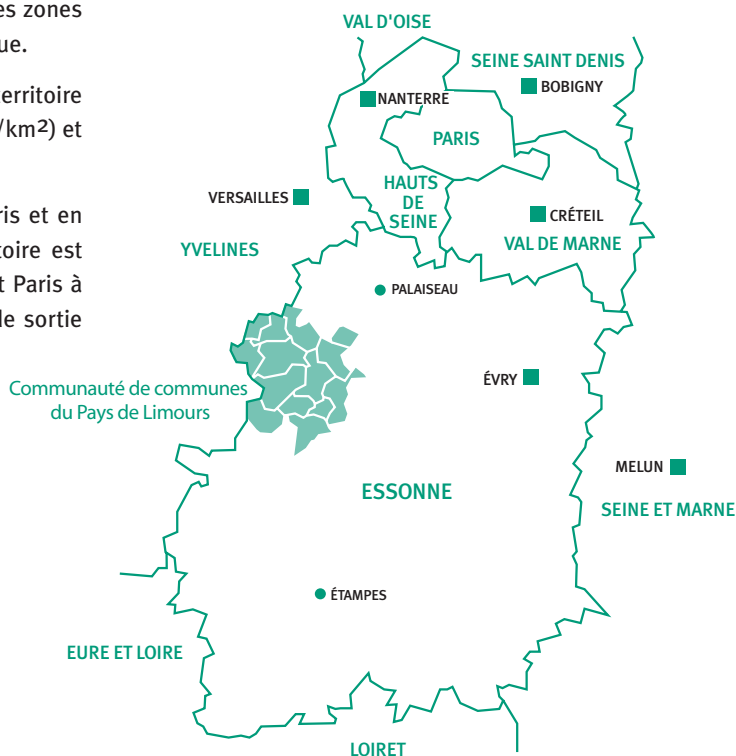 es zones
ue.
erritoire
/km²) et
ris et en
toire est
t Paris à
de sortie
VAL D'OISE
SEINE SAINT DENIS
BOBIGNY
NANTERRE
PARIS
HAUTS
DE
SEINE
VERSAILLES
CRÉTEIL
VAL DE MARNE
YVELINES
PALAISEAU
Communauté de communes
du Pays de Limours
ÉVRY
MELUN
ESSONNE
SEINE ET MARNE
ÉTAMPES
EURE ET LOIRE
LOIRET